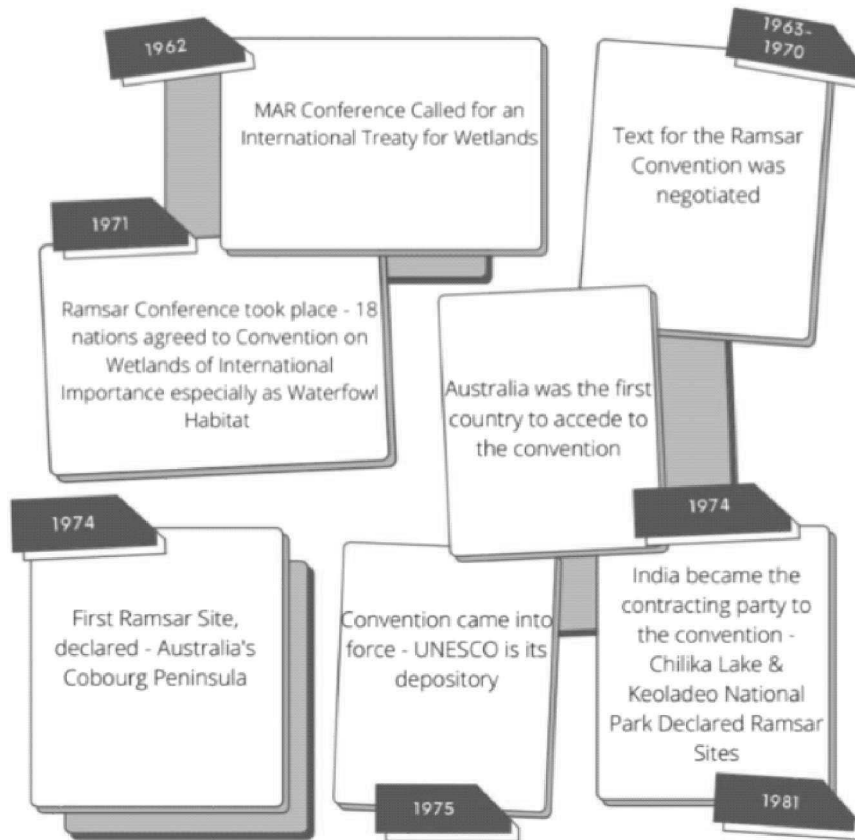 1962
MAR Conference Called for an
International Treaty for Wetlands
1963-
1970
Text for the Ramsar
Convention was
negotiated
1971
Ramsar Conference took place - 18
nations agreed to Convention on
Wetlands of International
Importance especially as Waterfowl
Habitat
Australia was the first
country to accede to
the convention
1974
1974
First Ramsar Site,
declared - Australia's
Cobourg Peninsula
Convention came into
force - UNESCO is its
depository
1975
India became the
contracting party to
the convention -
Chilika Lake &
Keoladeo National
Park Declared Ramsar
Sites
1981